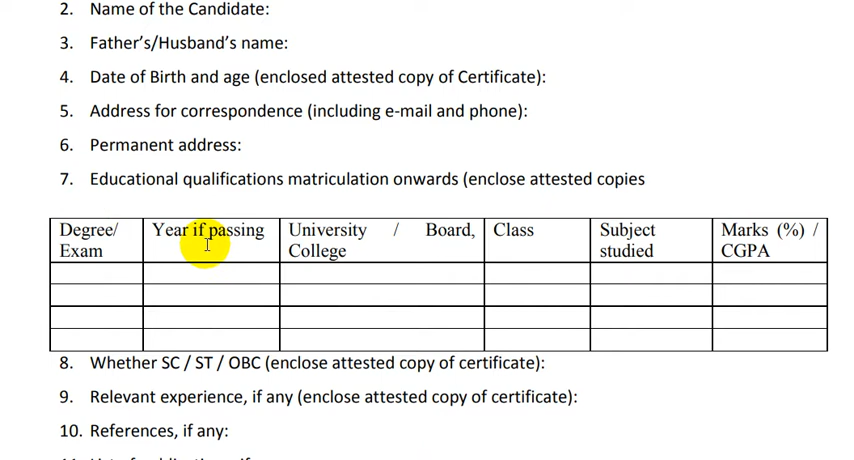 2. Name of the Candidate:
3. Father's/Husband's name:
4. Date of Birth and age (enclosed attested copy of Certificate):
5. Address for correspondence (including e-mail and phone):
6. Permanent address:
7. Educational qualifications matriculation onwards (enclose attested copies
Degree/ Year if passing University / Board, Class Subject Marks (%) /
Exam College studied CGPA
8. Whether SC / ST / OBC (enclose attested copy of certificate):
9. Relevant experience, if any (enclose attested copy of certificate):
10. References, if any: